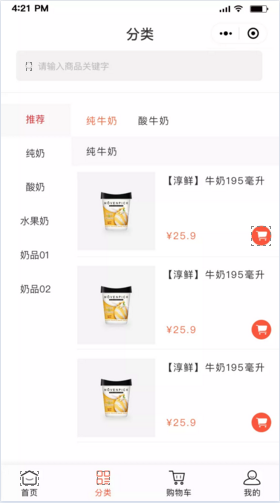 4:21 PM
分类
请输入商品关键字
推荐
纯奶
酸奶
水果奶
奶品01
奶品02
纯牛奶
酸牛奶
纯牛奶
【淳鲜】牛奶195毫升
¥25.9
【淳鲜】牛奶195毫升
¥25.9
【淳鲜】牛奶195毫升
¥25.9
首页
分类
购物车
我的